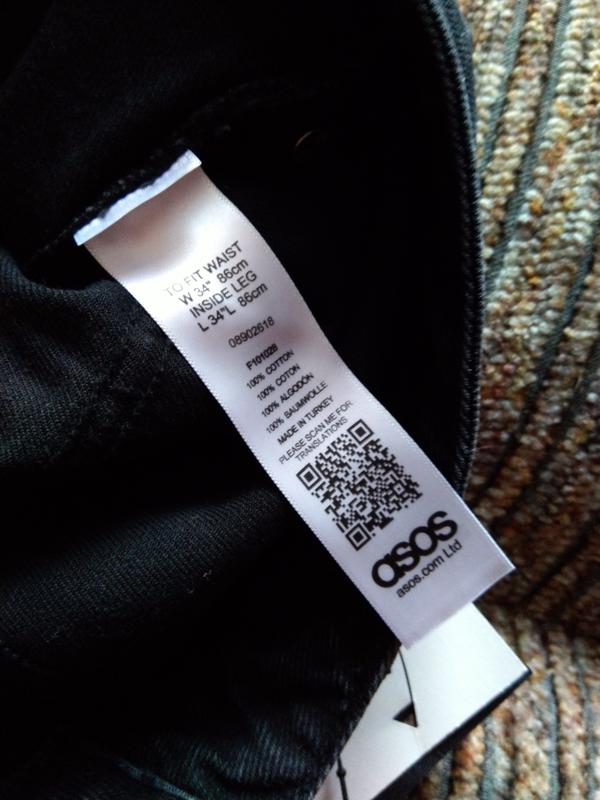 TO FIT WAIST
W 34" 86cm
INSIDE LEG
L 34"L 86cm
08902618
F101028
100% COTTON
100% COTON
100% ALGODÓN
100% BAUMWOLLE
MADE IN TURKEY
PLEASE SCAN ME FOR
TRANSLATIONS
asos
asos.com Ltd